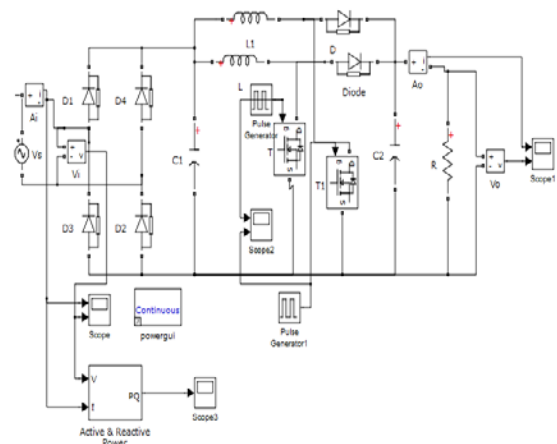 L1
D
Diode
Ai
+
i
-
D1
D4
Vs
+
-
v
Vi
L
Pulse
Generator
T
g
D
S
T1
g
D
S
C1
C2
+
i
-
Ao
R
+
-
v
Vo
Scope1
D3
D2
Scope2
Scope
Continuous
powergui
Pulse
Generator1
V
I
PQ
Active & Reactive
Power
Scope3